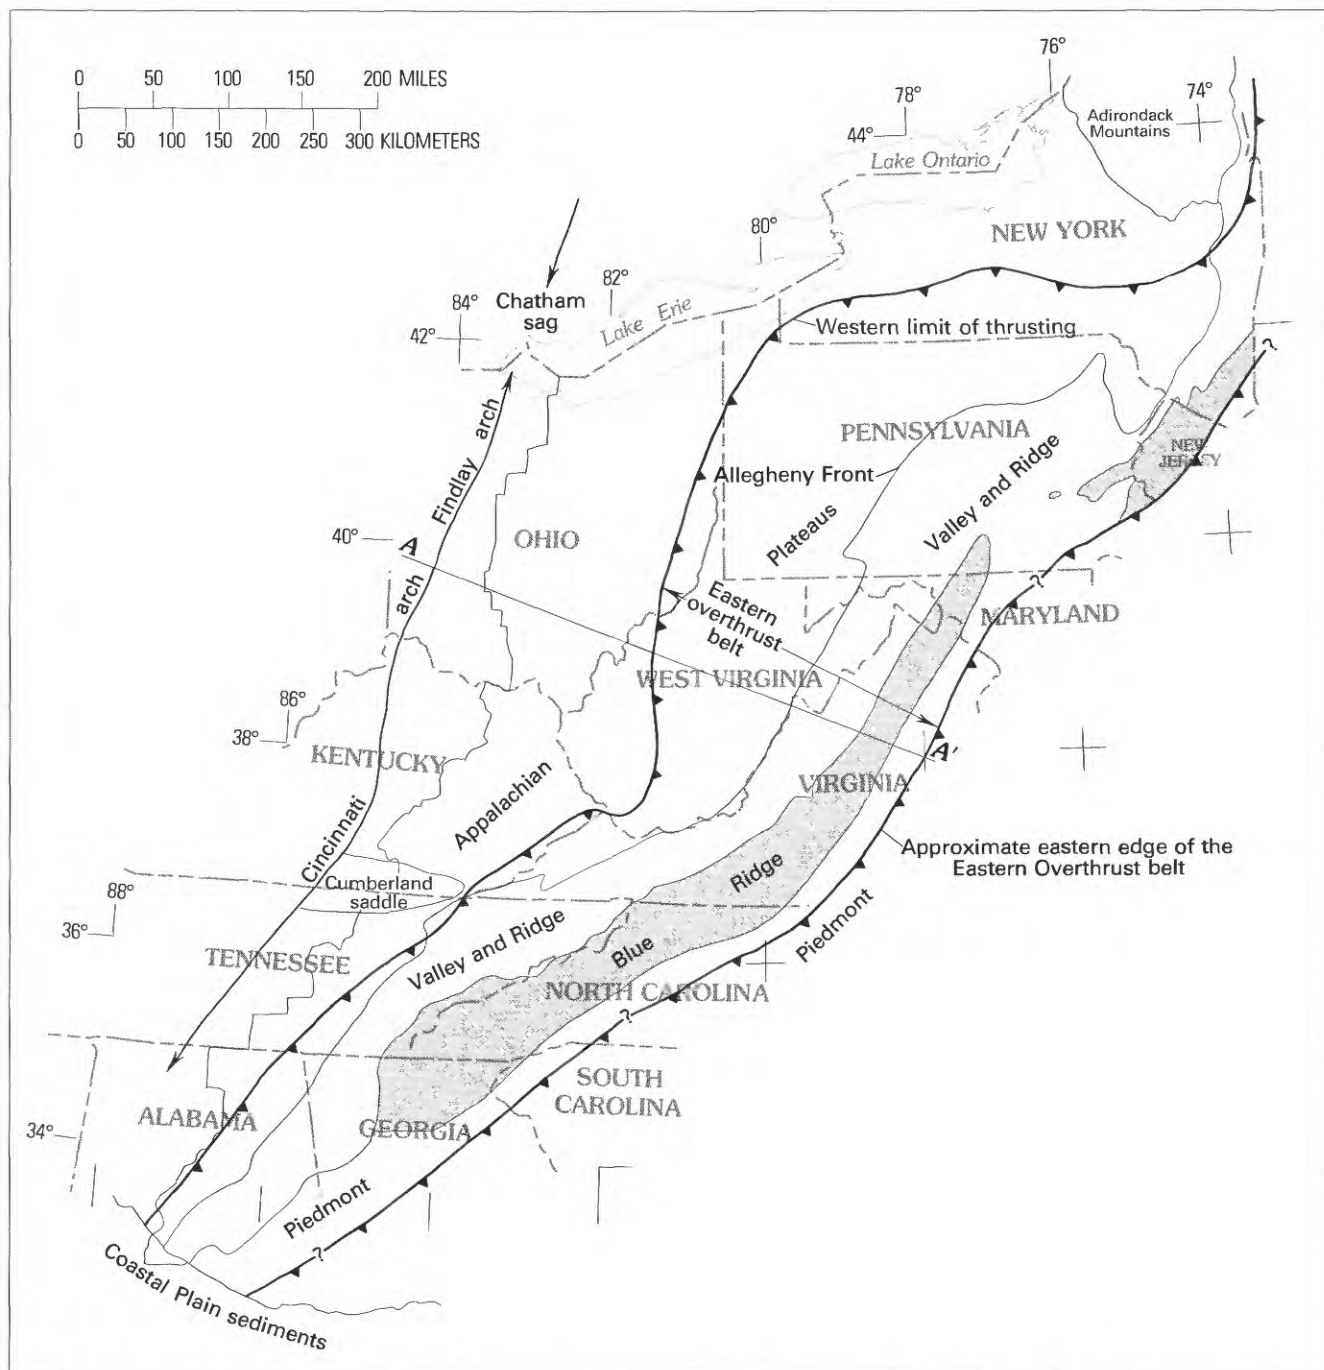 0 50 100 150 200 MILES
0 50 100 150 200 250 300 KILOMETERS
76°
78°
74°
44°
Adirondack
Mountains
Lake Ontario
NEW YORK
80°
82°
84°
Chatham
sag
42°
Lake Erie
Western limit of thrusting
?
Findlay arch
PENNSYLVANIA
NEW
JERSEY
Allegheny Front
Valley and Ridge
Plateaus
40°
A
OHIO
arch
Eastern
overthrust
belt
?
MARYLAND
WEST VIRGINIA
86°
38°
KENTUCKY
A'
VIRGINIA
Appalachian
Cincinnati
Approximate eastern edge of the
Eastern Overthrust belt
Cumberland
saddle
Ridge
88°
36°
Valley and Ridge
Blue
Piedmont
TENNESSEE
NORTH CAROLINA
?
SOUTH
CAROLINA
ALABAMA
GEORGIA
34°
Piedmont
?
Coastal Plain sediments